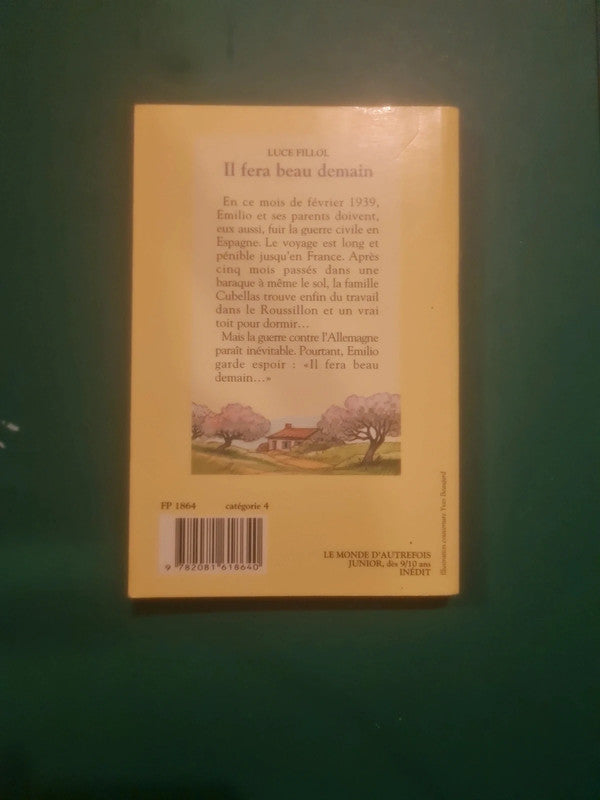 LUCE FILLOL
Il fera beau demain
En ce mois de février 1939,
Emilio et ses parents doivent,
eux aussi, fuir la guerre civile en
Espagne. Le voyage est long et
pénible jusqu'en France. Après
cinq mois passés dans une
baraque à même le sol, la famille
Cubellas trouve enfin du travail
dans le Roussillon et un vrai
toit pour dormir...
Mais la guerre contre l'Allemagne
paraît inévitable. Pourtant, Emilio
garde espoir : «Il fera beau
demain...»
FP 1864 catégorie 4
9 782081 618640
LE MONDE D'AUTREFOIS
JUNIOR, dès 9/10 ans
INÉDIT
Illustration couverture Yves Beaujard